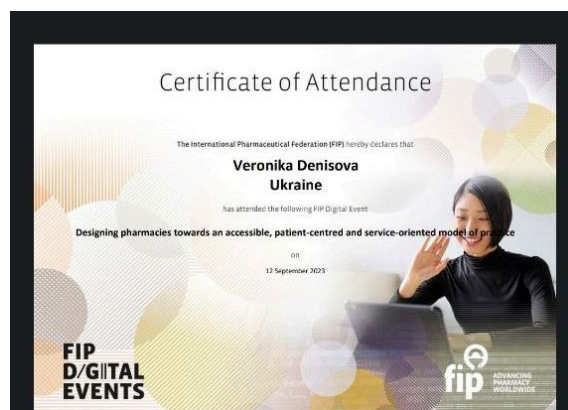 Certificate of Attendance
The International Pharmaceutical Federation (FIP) hereby declares that
Veronika Denisova
Ukraine
has attended the following FIP Digital Event
Designing pharmacies towards an accessible, patient-centred and service-oriented model of practice
on
12 September 2023
FIP
D/G|TAL
EVENTS
fip
ADVANCING
PHARMACY
WORLDWIDE